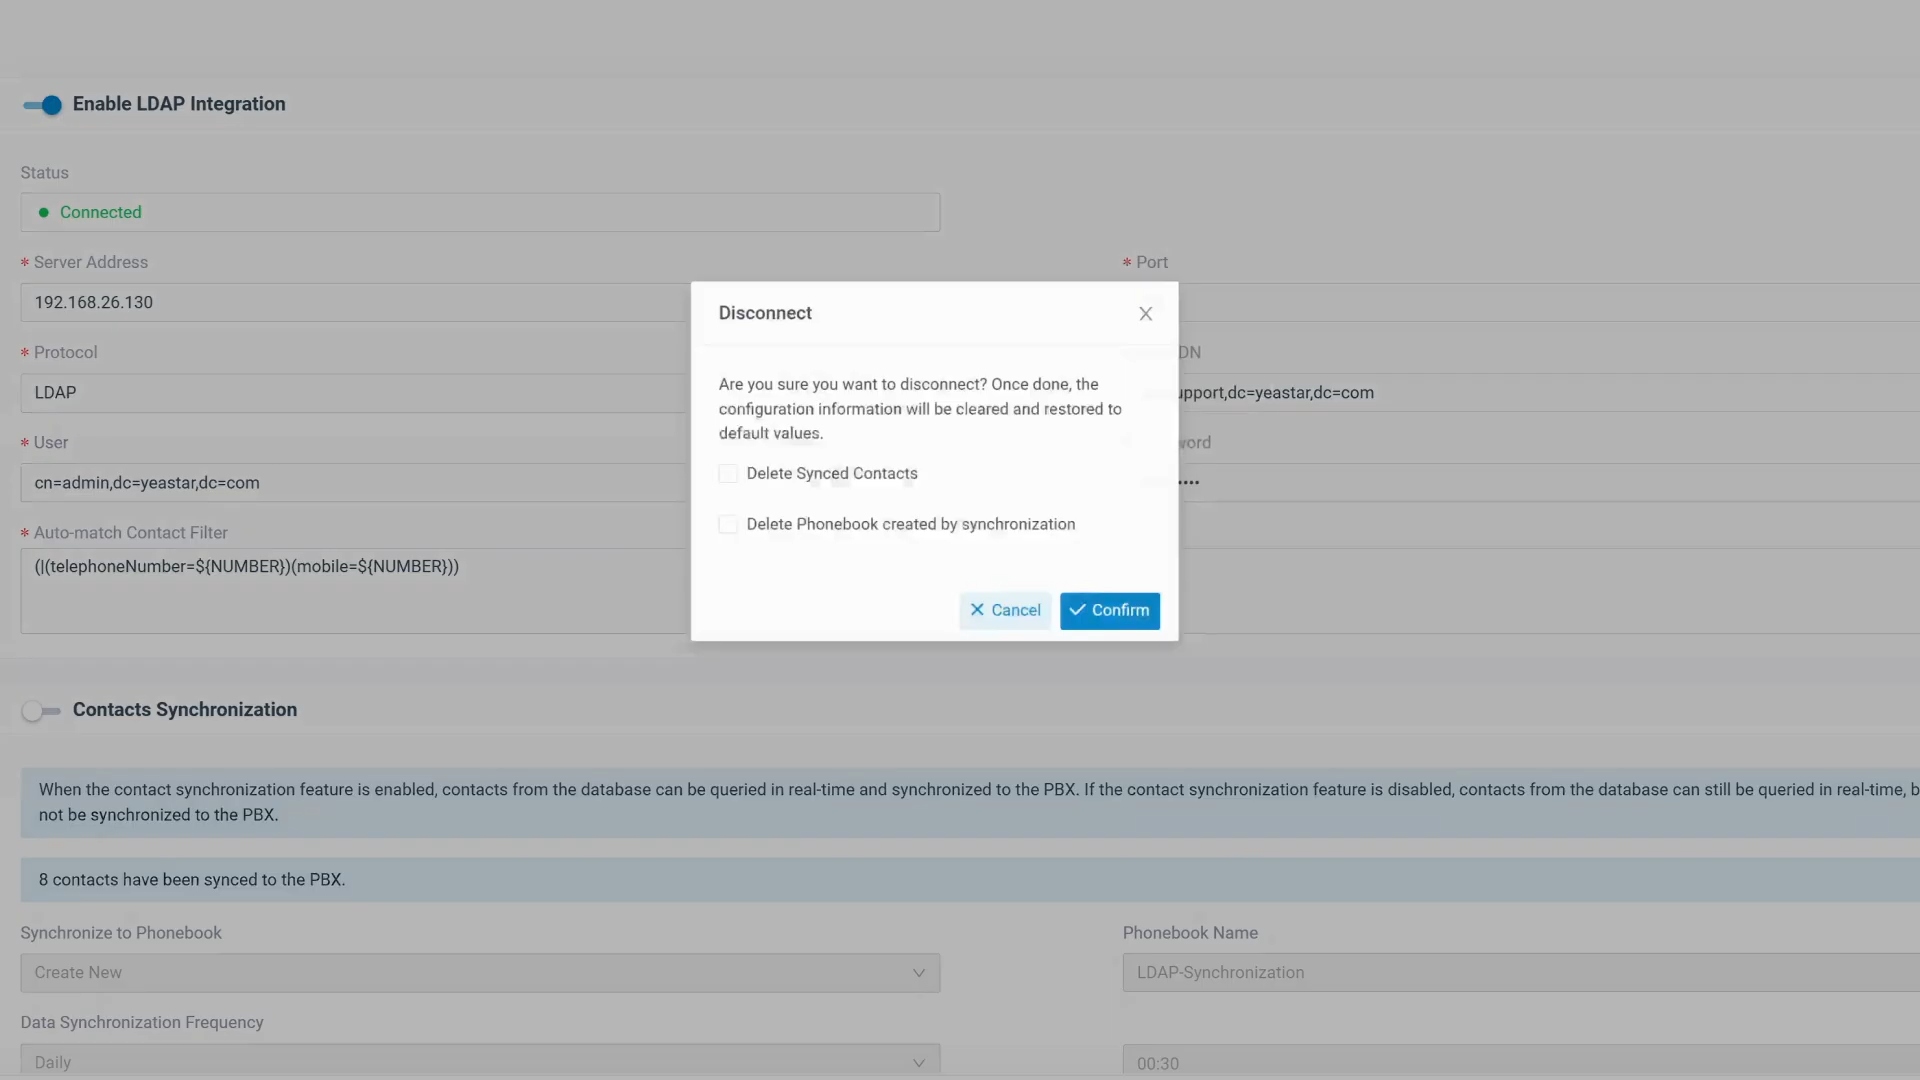 Enable LDAP Integration
Status
Connected
* Server Address
* Port
192.168.26.130
Disconnect
* Protocol
DN
LDAP
Are you sure you want to disconnect? Once done, the
configuration information will be cleared and restored to
default values.
upport,dc=yeastar,dc=com
* User
word
cn=admin,dc=yeastar,dc=com
••••
Delete Synced Contacts
* Auto-match Contact Filter
Delete Phonebook created by synchronization
(|(telephoneNumber=${NUMBER})(mobile=${NUMBER}))
Cancel
Confirm
Contacts Synchronization
When the contact synchronization feature is enabled, contacts from the database can be queried in real-time and synchronized to the PBX. If the contact synchronization feature is disabled, contacts from the database can still be queried in real-time, b
not be synchronized to the PBX.
8 contacts have been synced to the PBX.
Synchronize to Phonebook
Phonebook Name
Create New
LDAP-Synchronization
Data Synchronization Frequency
Daily
00:30